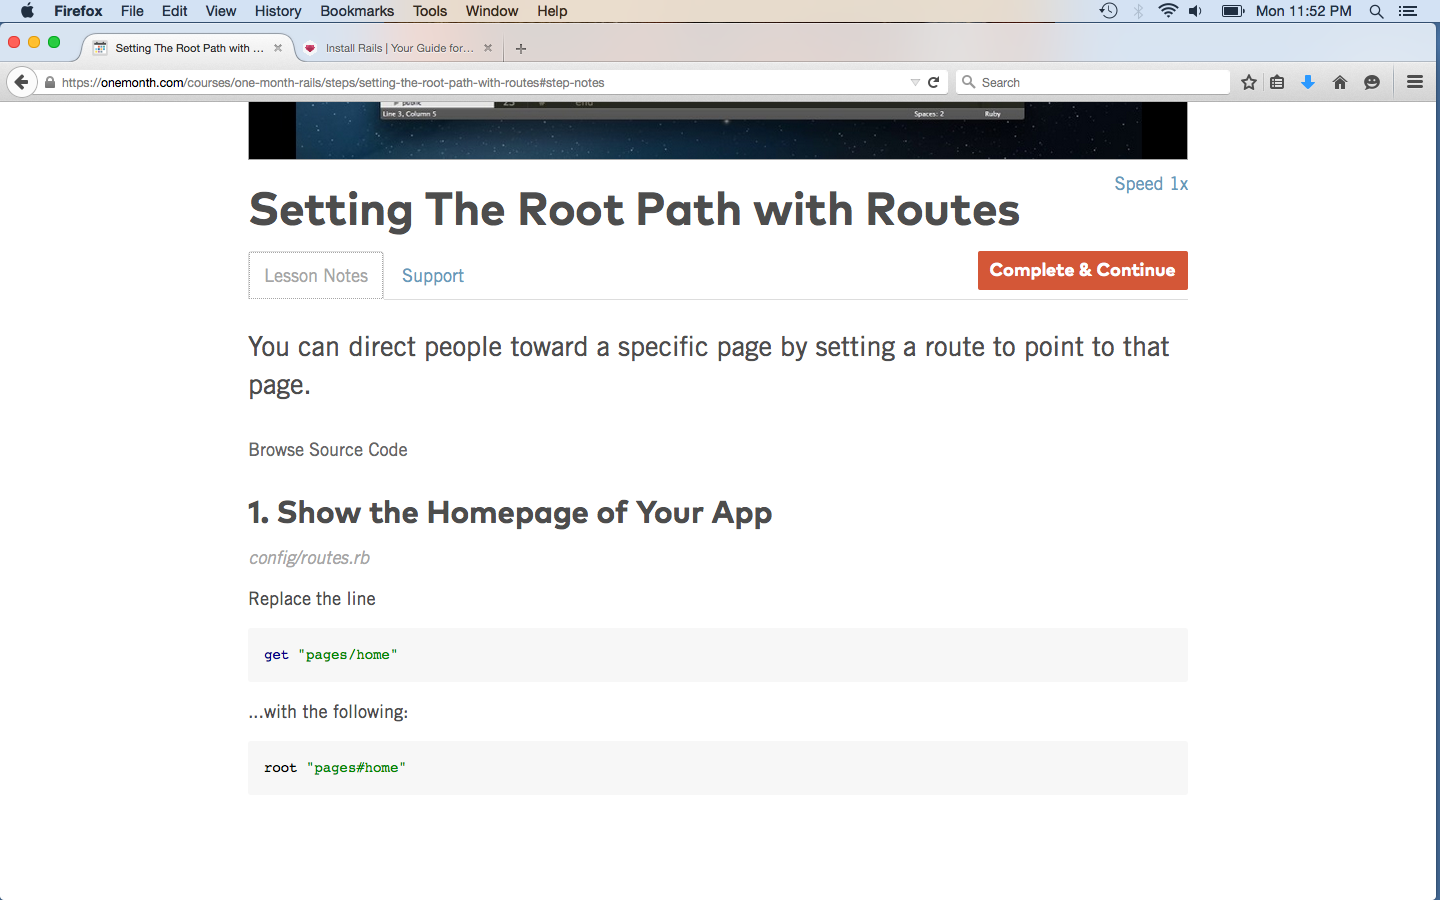 Firefox File Edit View History Bookmarks Tools Window Help Mon 11:52 PM
Setting The Root Path with ... Install Rails | Your Guide for...
https://onemonth.com/courses/one-month-rails/steps/setting-the-root-path-with-routes#step-notes Search
public 23 end
Line 3, Column 5 Spaces: 2 Ruby
Speed 1x
Setting The Root Path with Routes
Lesson Notes Support Complete & Continue
You can direct people toward a specific page by setting a route to point to that
page.
Browse Source Code
1. Show the Homepage of Your App
config/routes.rb
Replace the line
get "pages/home"
...with the following:
root "pages#home"